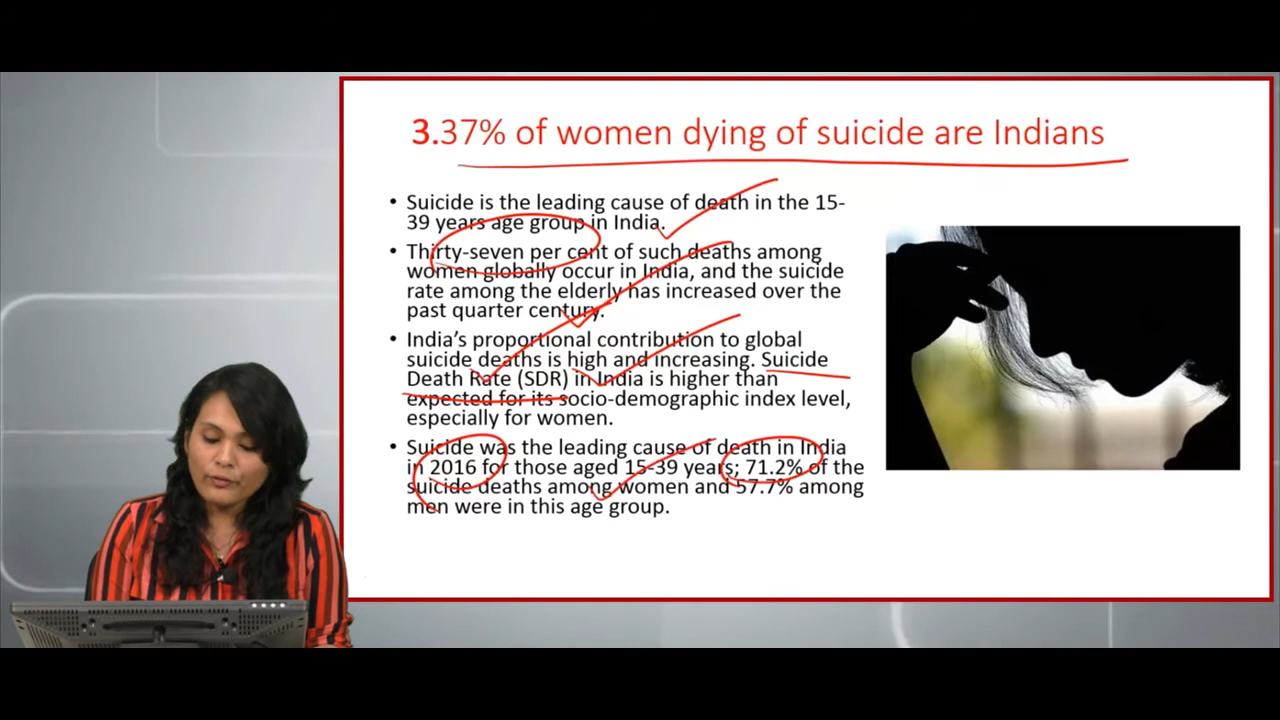 3.37% of women dying of suicide are Indians
• Suicide is the leading cause of death in the 15-
39 years age group in India.
• Thirty-seven per cent of such deaths among
women globally occur in India, and the suicide
rate among the elderly has increased over the
past quarter century.
• India’s proportional contribution to global
suicide deaths is high and increasing. Suicide
Death Rate (SDR) in India is higher than
expected for its socio-demographic index level,
especially for women.
• Suicide was the leading cause of death in India
in 2016 for those aged 15-39 years; 71.2% of the
suicide deaths among women and 57.7% among
men were in this age group.